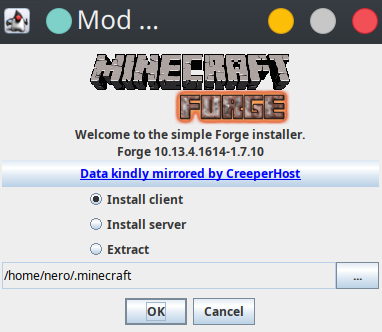 Mod ...
MINECRAFT
FORGE
Welcome to the simple Forge installer.
Forge 10.13.4.1614-1.7.10
Data kindly mirrored by CreeperHost
Install client
Install server
Extract
/home/nero/.minecraft
...
OK Cancel